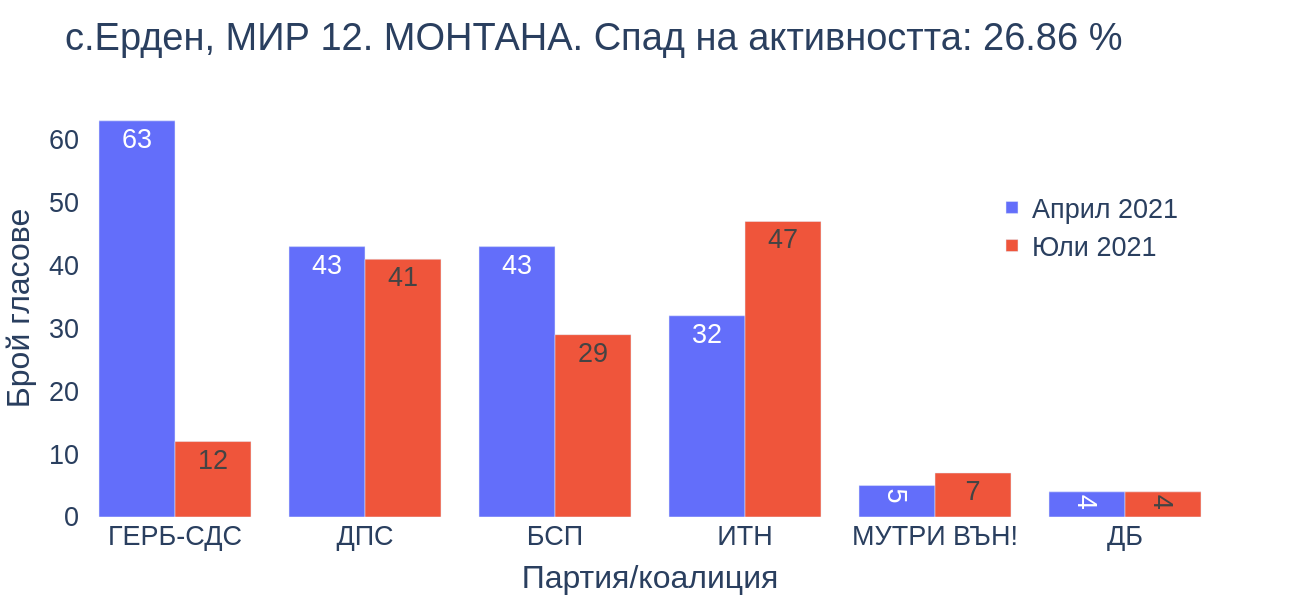 с.Ерден, МИР 12. МОНТАНА. Спад на активността: 26.86 %
Брой гласове
60
50
40
30
20
10
0
63
12
43
41
43
29
32
47
5
7
4
4
Април 2021
Юли 2021
ГЕРБ-СДС
ДПС
БСП
ИТН
МУТРИ ВЪН!
ДБ
Партия/коалиция